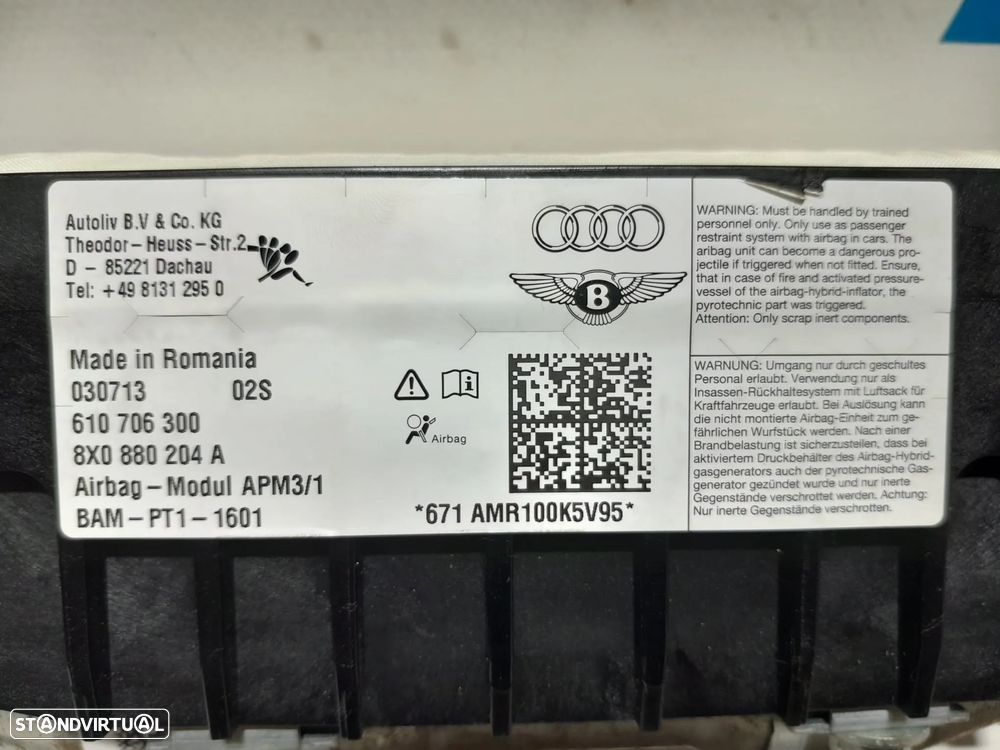 Autoliv B.V & Co. KG
Theodor-Heuss-Str.2
D - 85221 Dachau
Tel: +49 8131 295 0
Made in Romania
030713 02S
610 706 300
8X0 880 204 A
Airbag-Modul APM3/1
BAM-PT1-1601
B
Airbag
*671 AMR100K5V95*
WARNING: Must be handled by trained
personnel only. Only use as passenger
restraint system with airbag in cars. The
aribag unit can become a dangerous pro-
jectile if triggered when not fitted. Ensure,
that in case of fire and activated pressure-
vessel of the airbag-hybrid-inflator, the
pyrotechnic part was triggered.
Attention: Only scrap inert components.
WARNUNG: Umgang nur durch geschultes
Personal erlaubt. Verwendung nur als
Insassen-Rückhaltesystem mit Luftsack für
Kraftfahrzeuge erlaubt. Bei Auslösung kann
die nicht montierte Airbag-Einheit zum ge-
fährlichen Wurfstück werden. Nach einer
Brandbelastung ist sicherzustellen, dass bei
aktiviertem Druckbehälter des Airbag-Hybrid-
gasgenerators auch der pyrotechnische Gas-
generator gezündet wurde und nur inerte
Gegenstände verschrottet werden. Achtung:
Nur inerte Gegenstände verschrotten.
STANDVIRTUAL